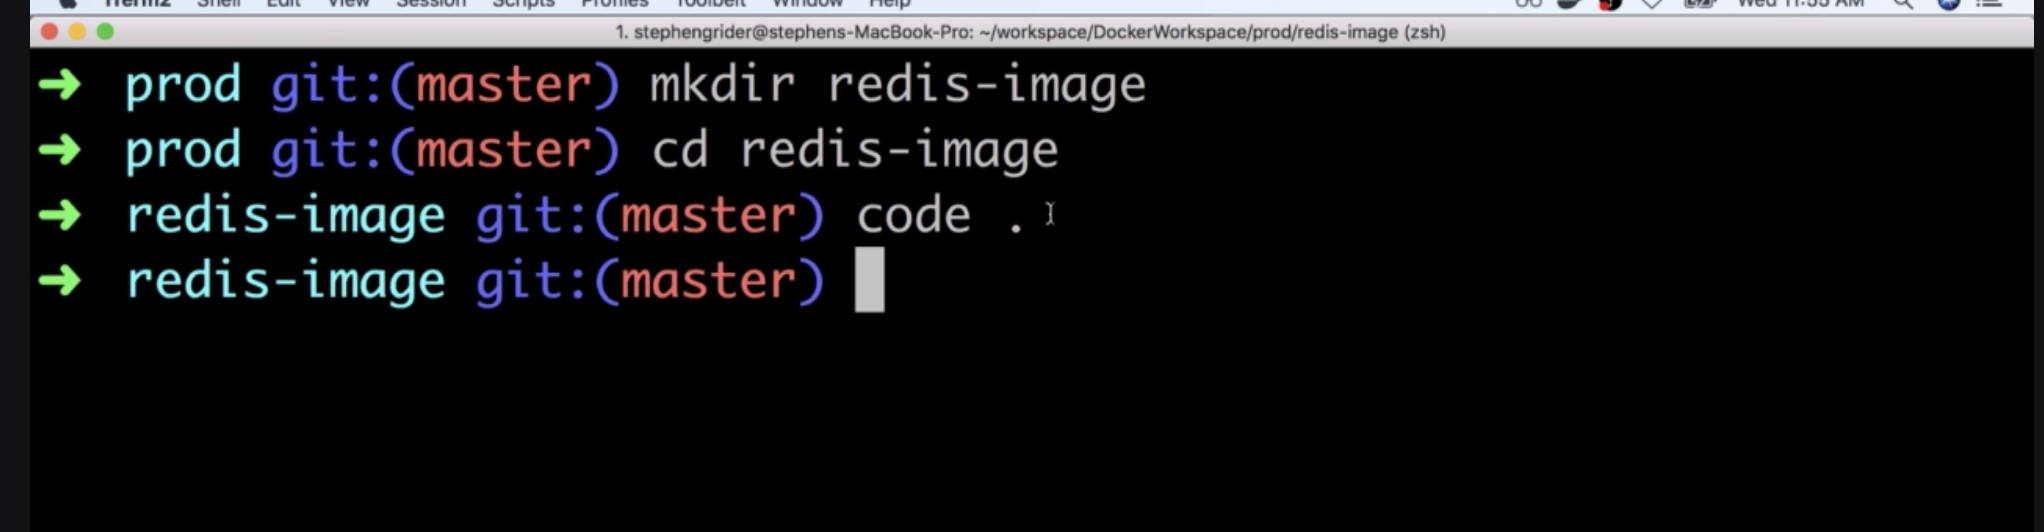 iTerm2 Shell Edit View Session Scripts Profiles Toolbelt Window Help Wed 11:55 AM
1. stephengrider@stephens-MacBook-Pro: ~/workspace/DockerWorkspace/prod/redis-image (zsh)
➜ prod git:(master) mkdir redis-image
➜ prod git:(master) cd redis-image
➜ redis-image git:(master) code .
➜ redis-image git:(master)